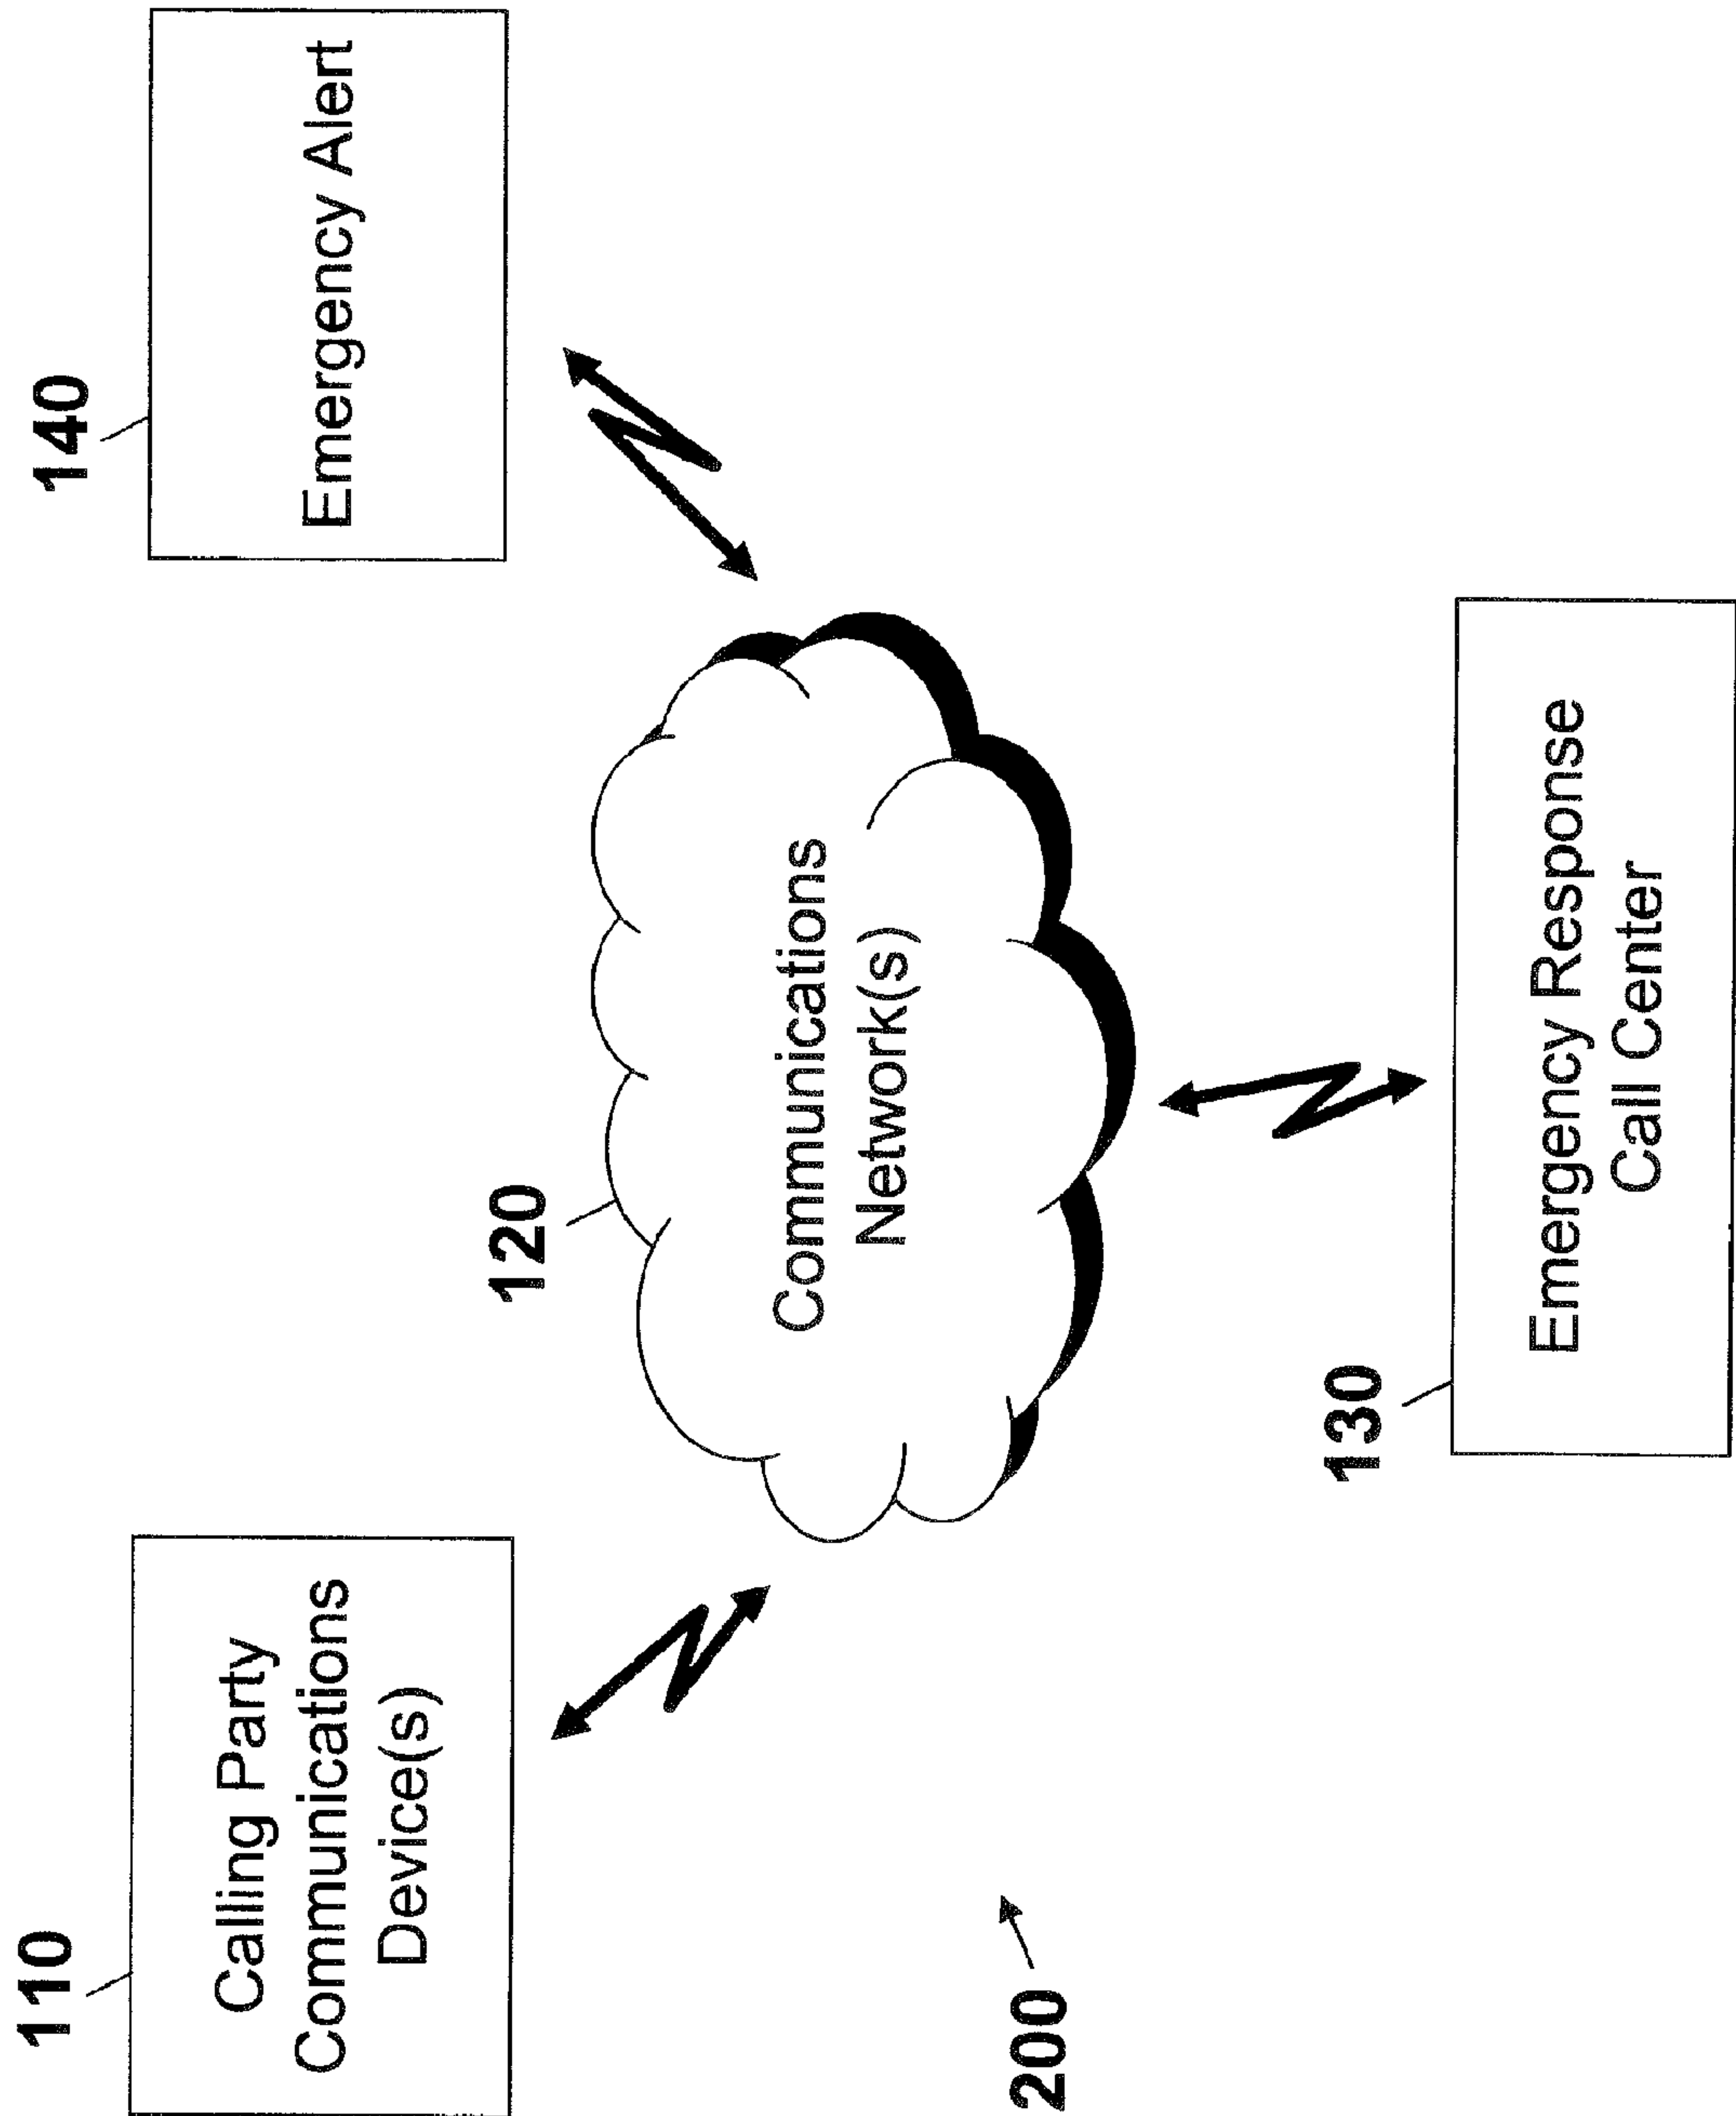 110
Calling Party
Communications
Device(s)
120
Communications
Network(s)
140
Emergency Alert
130
Emergency Response
Call Center
200